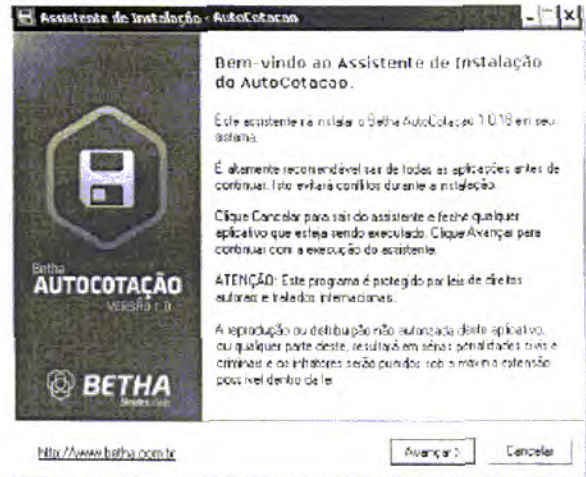 Assistente de Instalação - AutoCotacao
Bem-vindo ao Assistente de Instalação
do AutoCotacao.
Este assistente irá instalar o Betha AutoCotacao 1.0.18 em seu
sistema.
É altamente recomendável sair de todas as aplicações antes de
continuar. Isto evitará conflitos durante a instalação.
Clique Cancelar para sair do assistente e feche qualquer
aplicativo que esteja sendo executado. Clique Avançar para
continuar com a execução do assistente.
Betha
AUTOCOTAÇÃO
VERSÃO 1.0
ATENÇÃO: Este programa é protegido por leis de direitos
autorais e tratados internacionais.
A reprodução ou distribuição não autorizada deste aplicativo,
ou qualquer parte deste, resultará em sérias penalidades civis e
criminais e os infratores serão punidos sob a máxima extensão
possível dentro da lei.
BETHA
http://www.betha.com.br
Avançar >
Cancelar